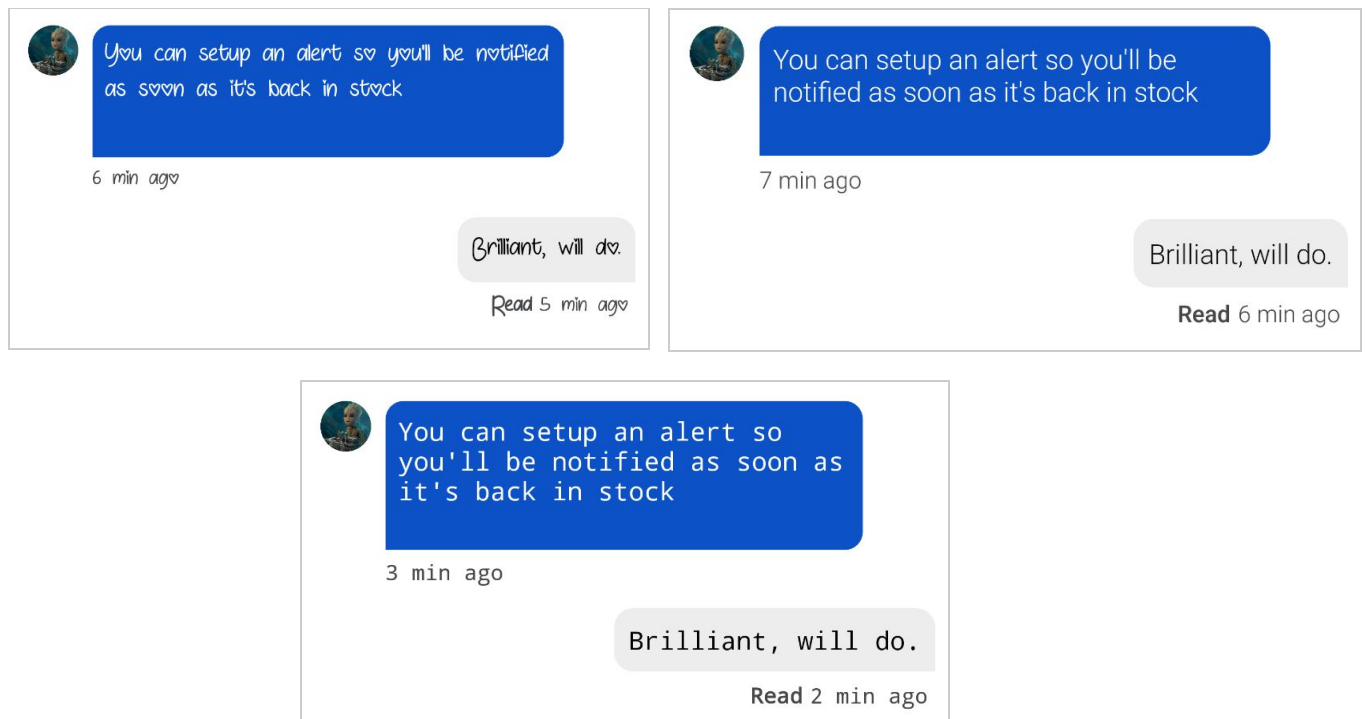 You can setup an alert so you'll be notified
as soon as it's back in stock
6 min ago
Brilliant, will do.
Read 5 min ago
You can setup an alert so you'll be
notified as soon as it's back in stock
7 min ago
Brilliant, will do.
Read 6 min ago
You can setup an alert so
you'll be notified as soon as
it's back in stock
3 min ago
Brilliant, will do.
Read 2 min ago